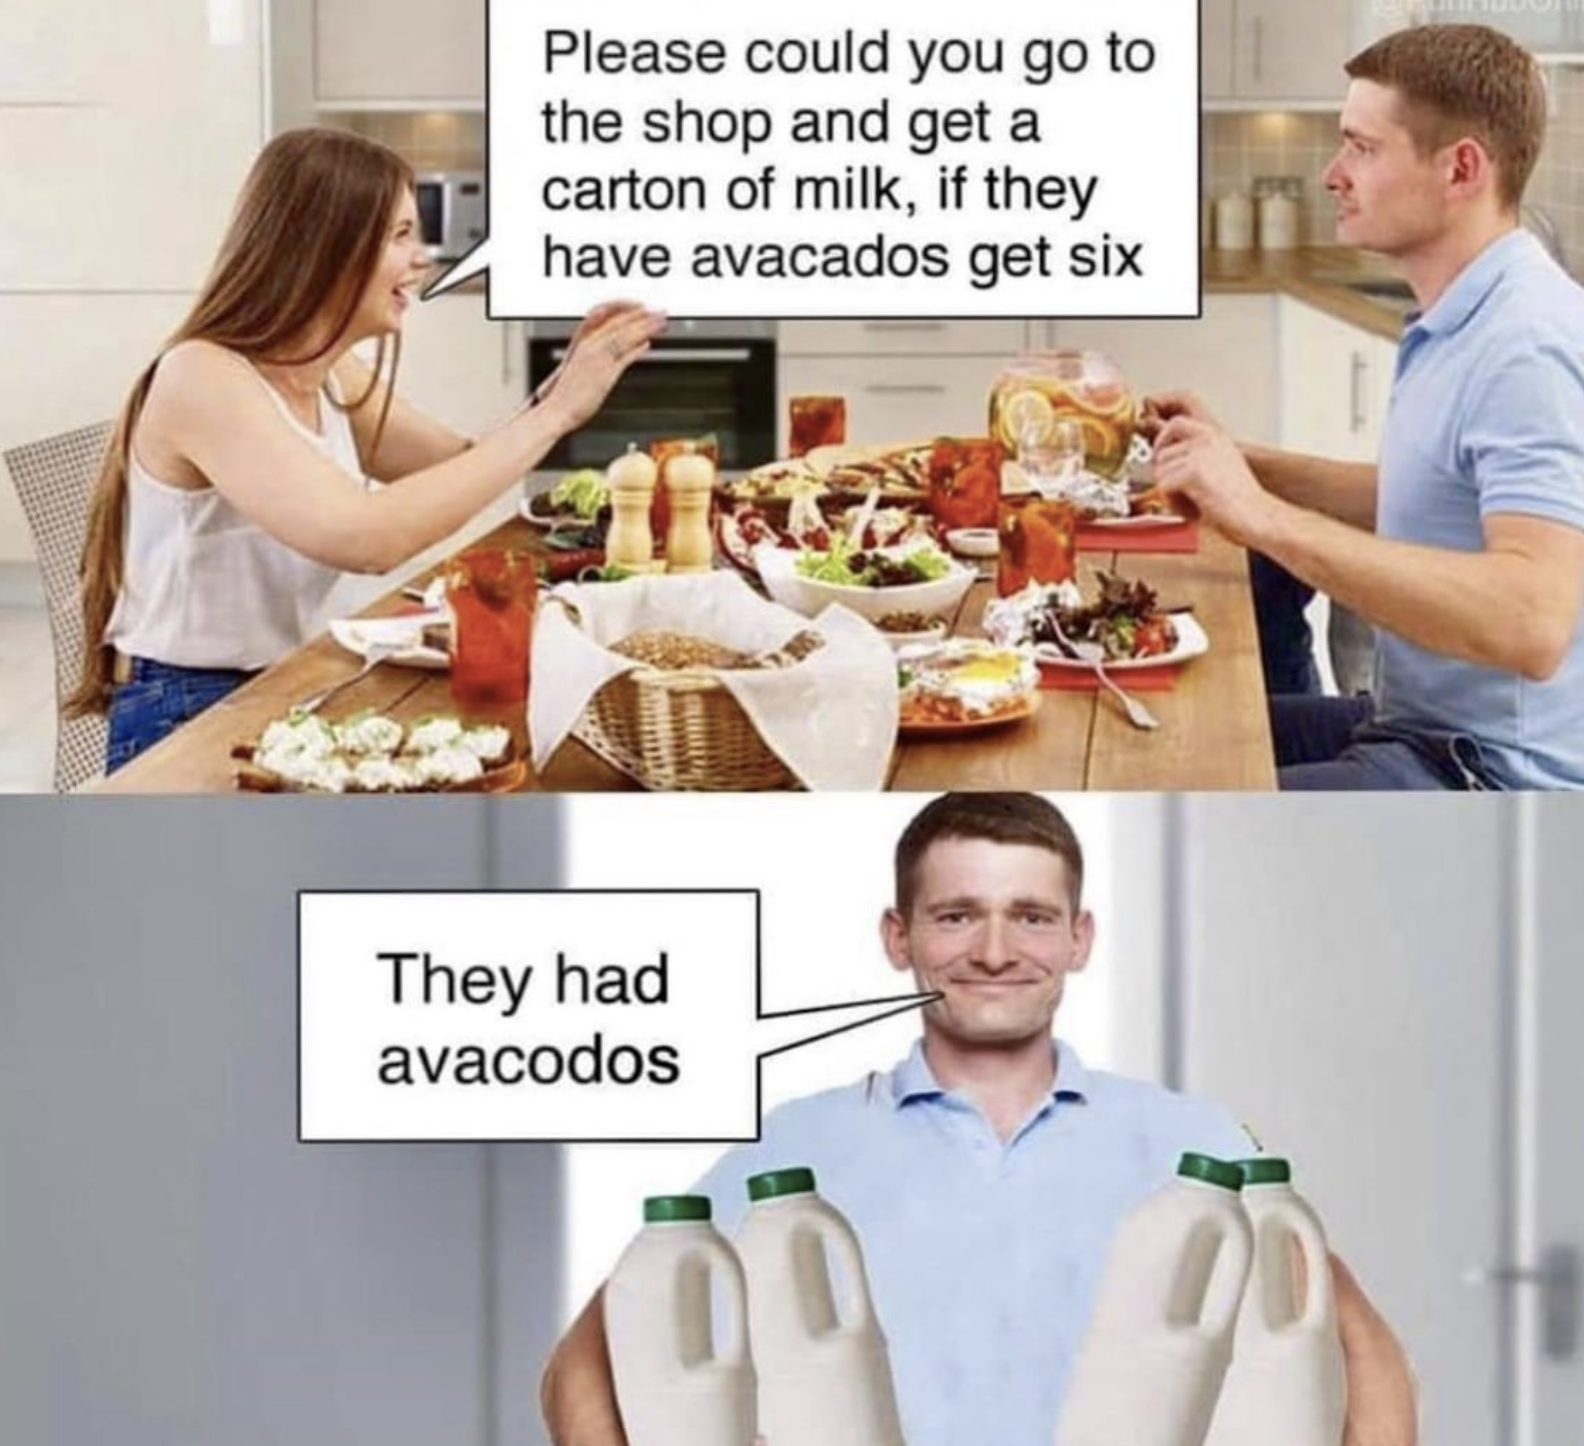 Please could you go to
the shop and get a
carton of milk, if they
have avacados get six
They had
avacodos